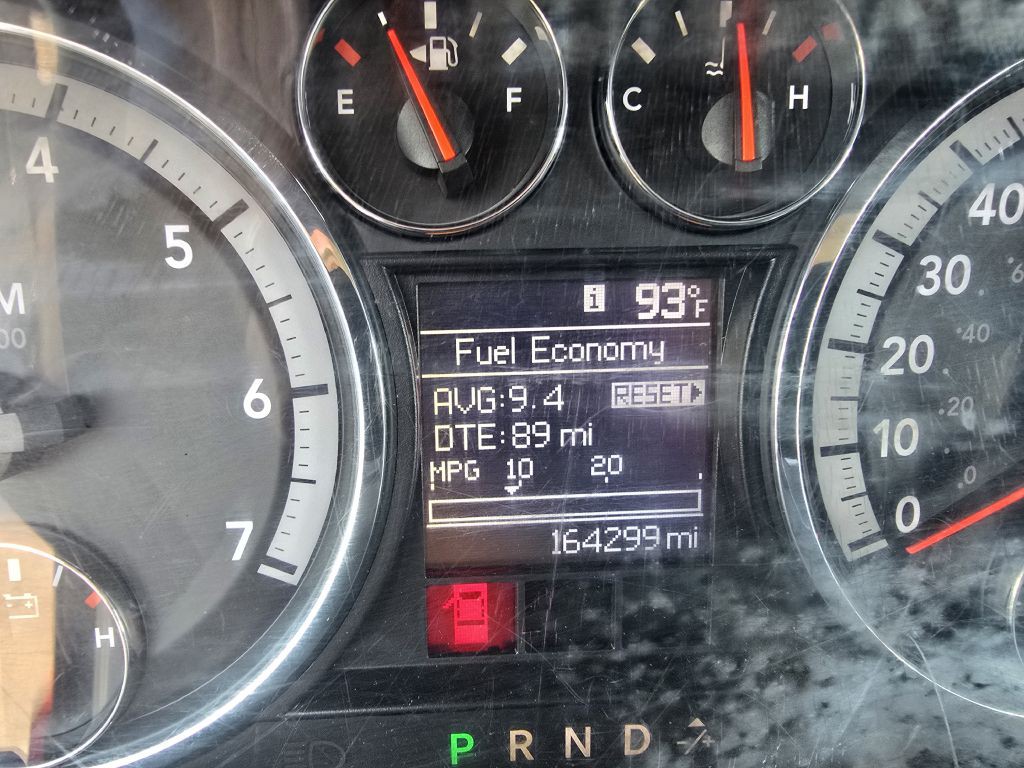 E F
C H
4
5
6
7
M
00
H
93°F
Fuel Economy
AVG:9.4 RESET
DTE:89 mi
MPG 10 20
164299 mi
40
30
20
10
0
40
20
0
P R N D -/+